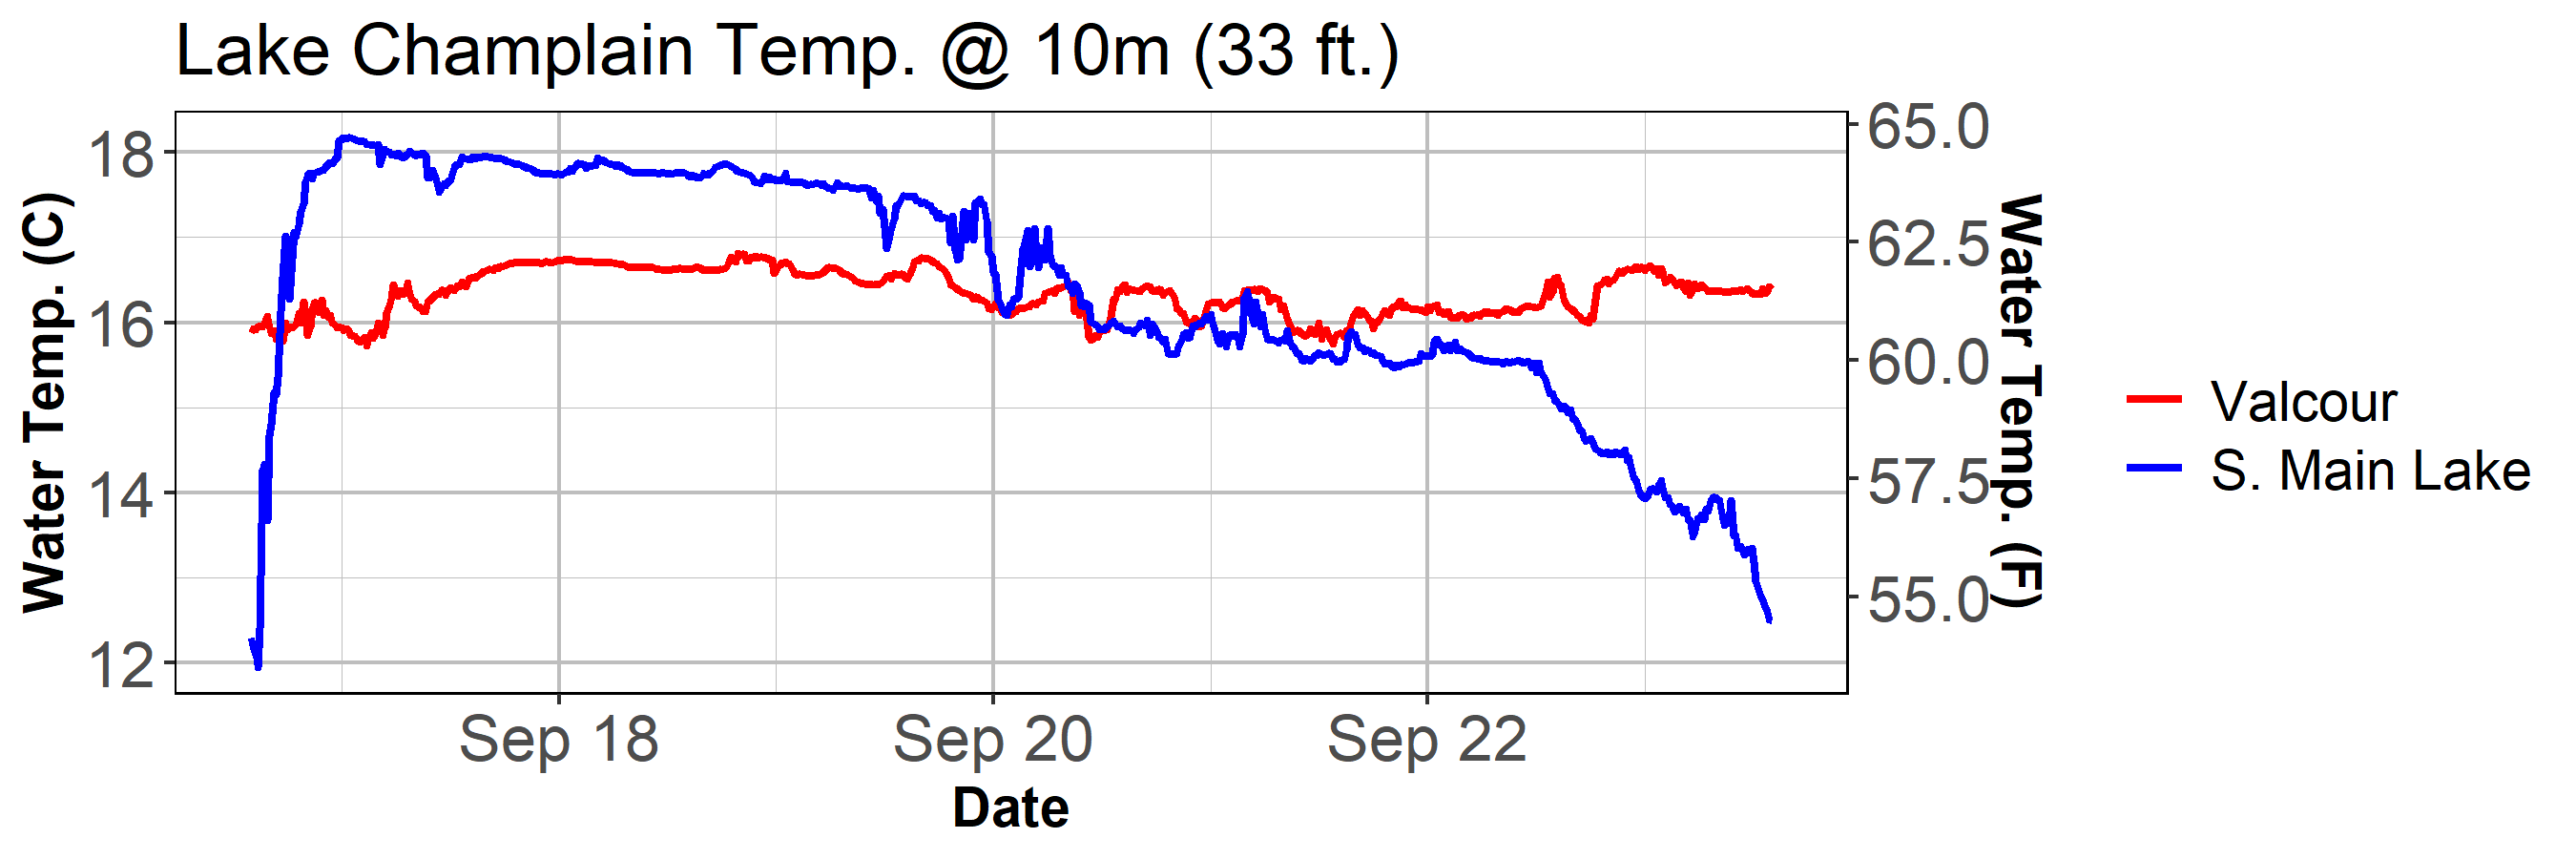 Lake Champlain Temp. @ 10m (33 ft.)
Water Temp. (C)
18
16
14
12
65.0
62.5
60.0
57.5
55.0
Water Temp. (F)
Sep 18
Sep 20
Sep 22
Date
Valcour
S. Main Lake